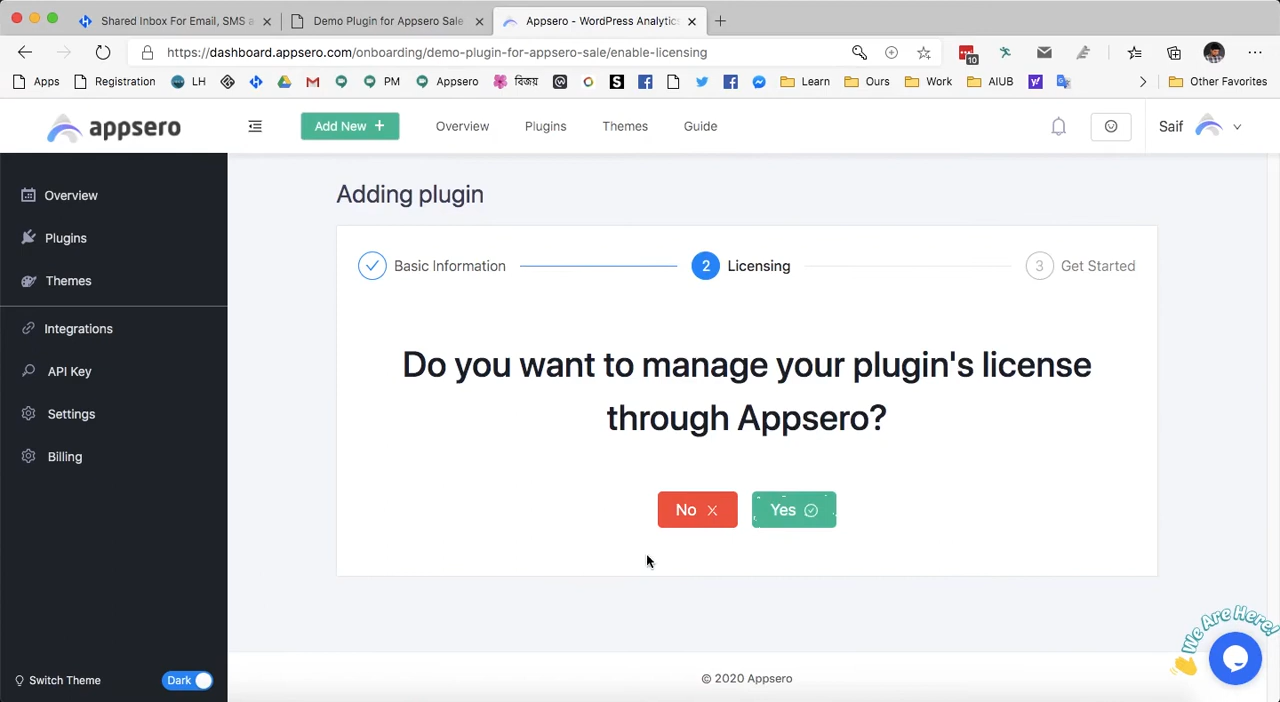 Shared Inbox For Email, SMS a
Demo Plugin for Appsero Sale
Appsero - WordPress Analytics
https://dashboard.appsero.com/onboarding/demo-plugin-for-appsero-sale/enable-licensing
10
Apps
Registration
LH
PM
Appsero
বিজয়
Learn
Ours
Work
AIUB
Other Favorites
appsero
Add New +
Overview
Plugins
Themes
Guide
Saif
Overview
Plugins
Themes
Integrations
API Key
Settings
Billing
Switch Theme
Dark
Adding plugin
Basic Information
2 Licensing
3 Get Started
Do you want to manage your plugin's license
through Appsero?
No
Yes
We Are Here!
© 2020 Appsero